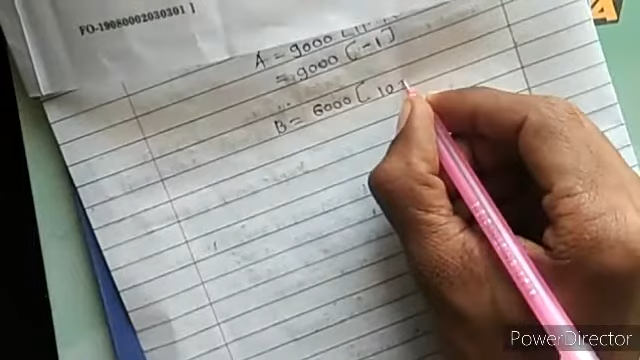 FO-19080002030301 ]
A = 9000 [
= 9000 [ -1 ]
B = 6000 [ 10
PowerDirector